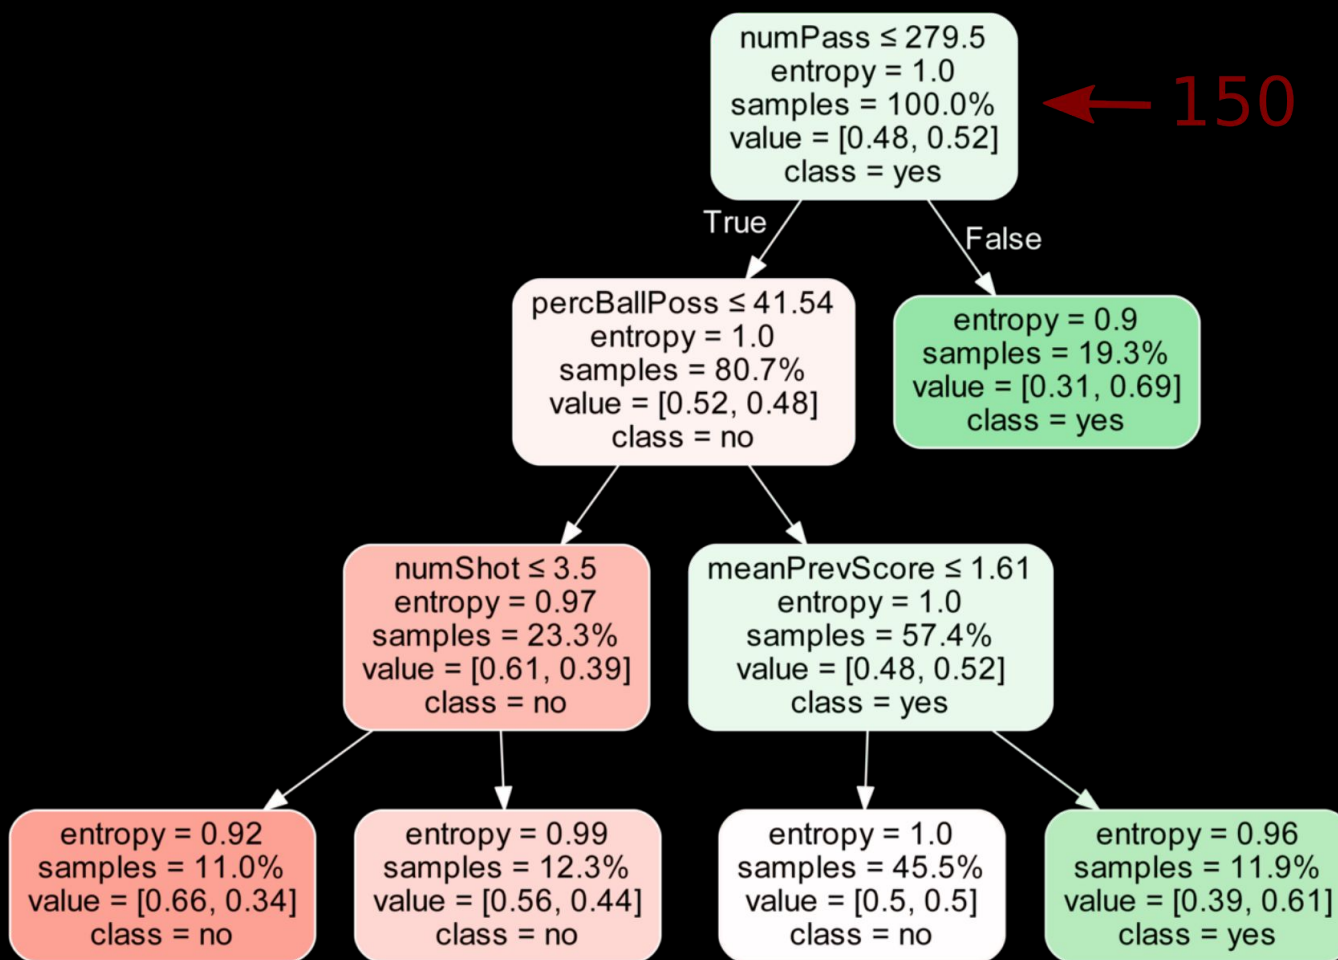 numPass ≤ 279.5
entropy = 1.0
samples = 100.0%
value = [0.48, 0.52]
class = yes
150
True
False
percBallPoss ≤ 41.54
entropy = 1.0
samples = 80.7%
value = [0.52, 0.48]
class = no
entropy = 0.9
samples = 19.3%
value = [0.31, 0.69]
class = yes
numShot ≤ 3.5
entropy = 0.97
samples = 23.3%
value = [0.61, 0.39]
class = no
meanPrevScore ≤ 1.61
entropy = 1.0
samples = 57.4%
value = [0.48, 0.52]
class = yes
entropy = 0.92
samples = 11.0%
value = [0.66, 0.34]
class = no
entropy = 0.99
samples = 12.3%
value = [0.56, 0.44]
class = no
entropy = 1.0
samples = 45.5%
value = [0.5, 0.5]
class = no
entropy = 0.96
samples = 11.9%
value = [0.39, 0.61]
class = yes